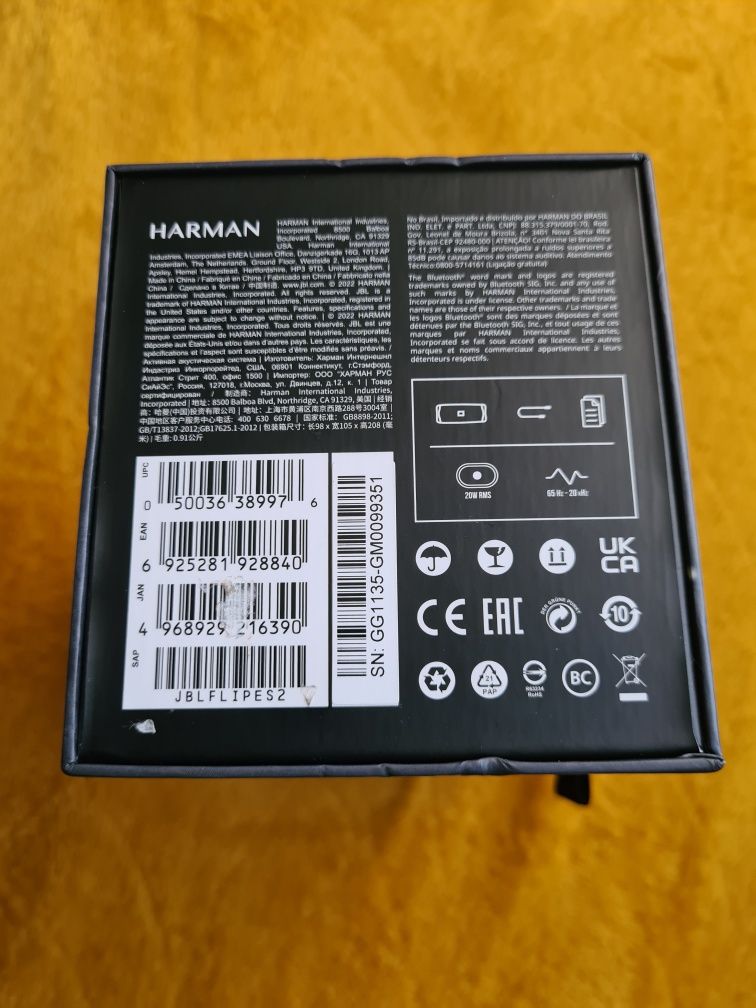 HARMAN
HARMAN International Industries,
Incorporated 8500 Balboa
Boulevard, Northridge, CA 91329
USA. Harman International
Industries, Incorporated EMEA Liaison Office, Danzigerkade 16G, 1013 AP
Amsterdam, The Netherlands. Ground Floor, Westside 2, London Road,
Apsley, Hemel Hempstead, Hertfordshire, HP3 9TD, United Kingdom. |
Made in China / Fabriqué en Chine / Fabricado en China / Fabbricato nella
China / Сделано в Китае / 中国制造. www.jbl.com. © 2022 HARMAN
International Industries, Incorporated. All rights reserved. JBL is a
trademark of HARMAN International Industries, Incorporated, registered in
the United States and/or other countries. Features, specifications and
appearance are subject to change without notice. | © 2022 HARMAN
International Industries, Incorporated. Tous droits réservés. JBL est une
marque commerciale de HARMAN International Industries, Incorporated,
déposée aux États-Unis et/ou dans d'autres pays. Les caractéristiques, les
spécifications et l'aspect sont susceptibles d'être modifiés sans préavis. /
Активная акустическая система | Изготовитель: Харман Интернешнл
Индастриз Инкорпорейтед, США, 06901 Коннектикут, г.Стэмфорд,
Атлантик Стрит 400, офис 1500 | Импортер: ООО "ХАРМАН РУС
СиАйЭс", Россия, 127018, г.Москва, ул. Двинцев, д.12, к. 1 | Товар
сертифицирован / 制造商: Harman International Industries,
Incorporated | 地址: 8500 Balboa Blvd, Northridge, CA 91329, 美国 | 经销
商: 哈曼(中国)投资有限公司 | 地址: 上海市黄浦区南京西路288号3004室 |
中国地区客户服务中心电话: 400 630 6678 | 国家标准: GB8898-2011;
GB/T13837-2012;GB17625.1-2012 | 包装箱尺寸: 长98 x 宽105 x 高208 (毫
米) | 毛重: 0.91公斤
No Brasil, Importado e distribuído por HARMAN DO BRASIL
IND. ELET. e PART. Ltda, CNPJ: 88.315.379/0001-70, Rod.
Gov. Leonel de Moura Brizola, n° 3401 Nova Santa Rita
RS-Brasil-CEP 92480-000 | ATENÇÃO! Conforme lei brasileira
n° 11.291, a exposição prolongada a ruídos superiores a
85dB pode causar danos ao sistema auditivo. Atendimento
Técnico:0800-5714161 (Ligação gratuita)
The Bluetooth® word mark and logos are registered
trademarks owned by Bluetooth SIG, Inc. and any use of
such marks by HARMAN International Industries,
Incorporated is under license. Other trademarks and trade
names are those of their respective owners. / La marque et
les logos Bluetooth® sont des marques déposées et sont
détenues par the Bluetooth SIG, Inc., et tout usage de ces
marques par HARMAN International Industries,
Incorporated se fait sous accord de licence. Les autres
marques et noms commerciaux appartiennent à leurs
détenteurs respectifs.
20W RMS
65 Hz - 20 kHz
UPC
0 50036 38997 6
EAN
6 925281 928840
JAN
4 968929 216390
SAP
JBLFLIPES2
SN: GG1135-GM0099351
UK
CA
CE
EAC
DER GRÜNE PUNKT
10
21
PAP
R63234
RoHS
BC